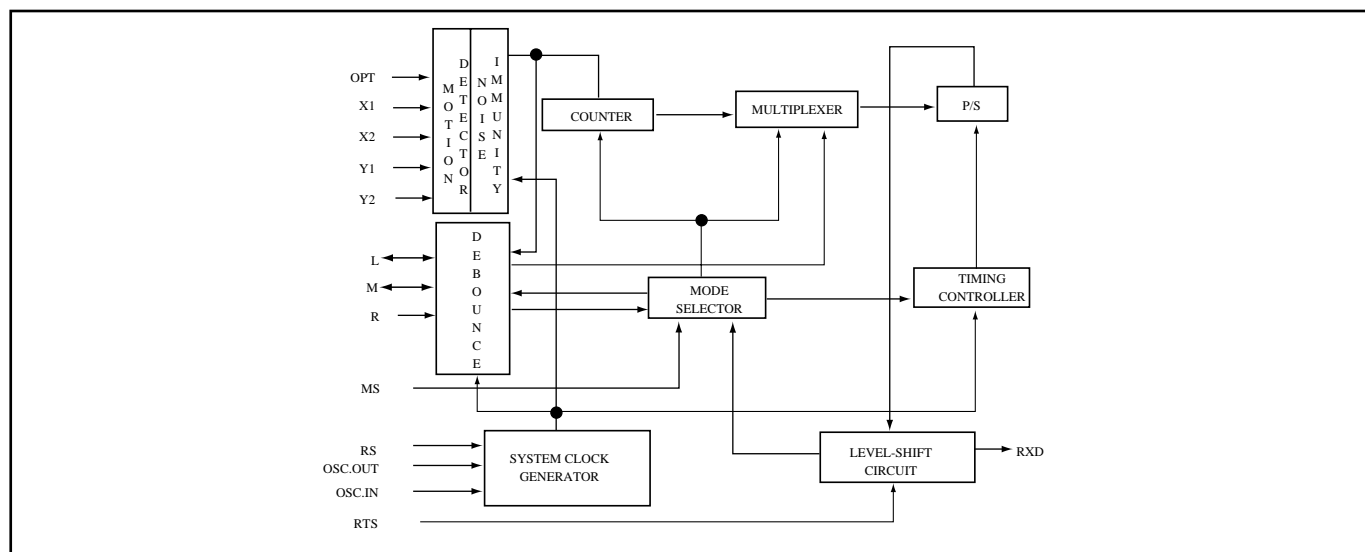 OPT
X1
X2
Y1
Y2
MOTION
DETECTOR
NOISE
IMMUNITY
COUNTER
MULTIPLEXER
P/S
L
M
R
DEBOUNCE
MODE
SELECTOR
TIMING
CONTROLLER
MS
RS
OSC.OUT
OSC.IN
RTS
SYSTEM CLOCK
GENERATOR
LEVEL-SHIFT
CIRCUIT
RXD